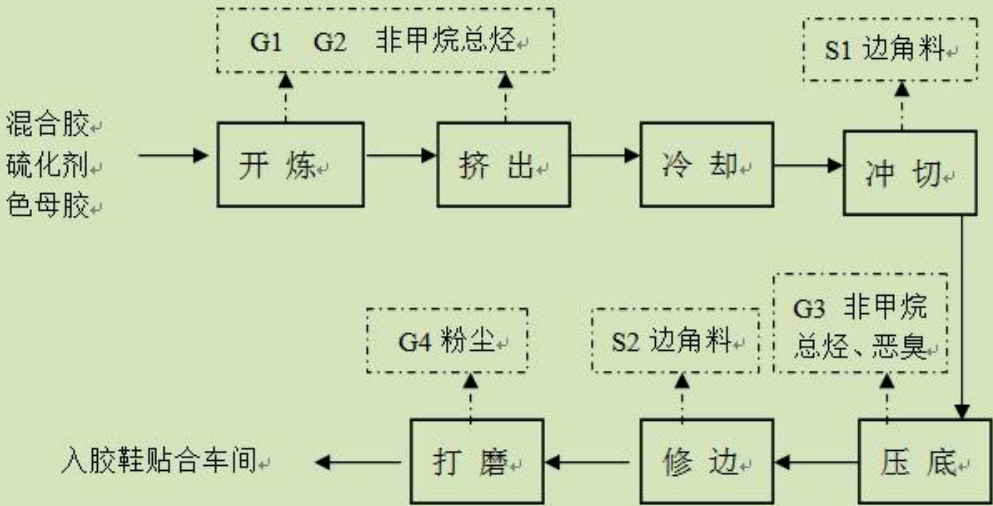 G1 G2 非甲烷总烃
S1 边角料
混合胶
硫化剂
色母胶
开炼
挤出
冷却
冲切
G4 粉尘
S2 边角料
G3 非甲烷
总烃、恶臭
入胶鞋贴合车间
打磨
修边
压底